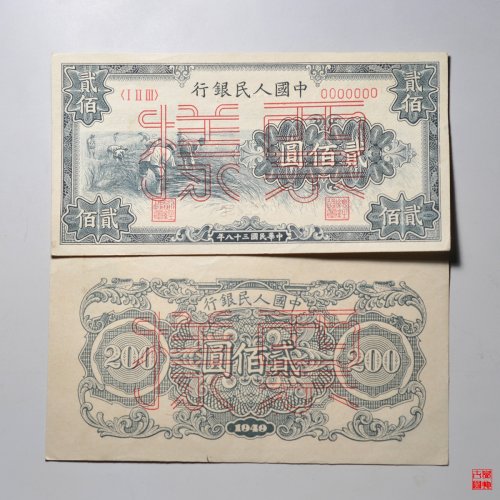 行銀民人國中
〈I II III〉
0000000
貳佰
貳佰
樣票
圓佰貳
佰貳
貳佰
年八十三國民華中
行銀民人國中
樣票
200
圓佰貳
200
1949